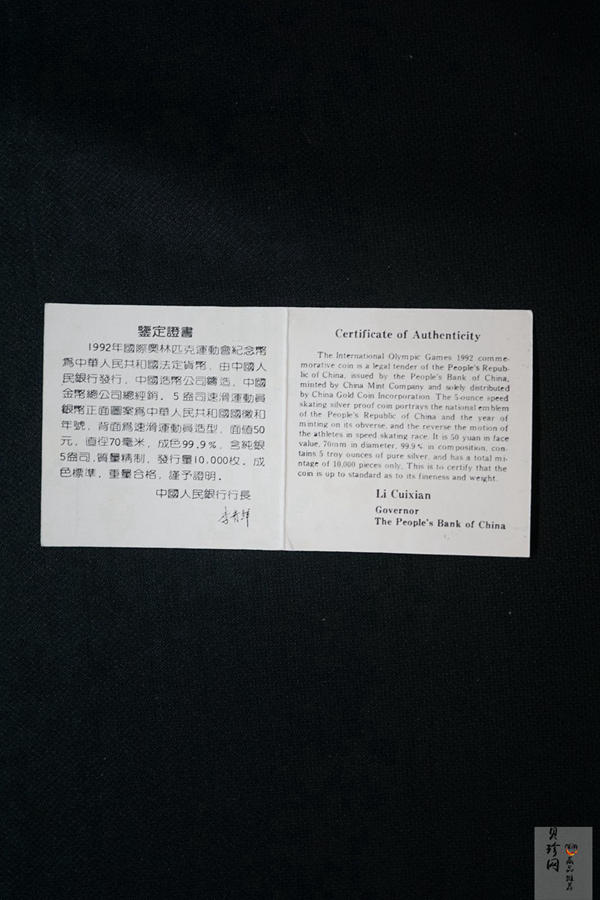 鑒定證書
1992年國際奧林匹克運動會紀念幣
爲中華人民共和國法定貨幣，由中國人
民銀行發行，中國造幣公司鑄造，中國
金幣總公司總經銷。5盎司速滑運動員
銀幣正面圖案爲中華人民共和國國徽和
年號，背面爲速滑運動員造型，面值50
元，直徑70毫米，成色99.9%，含純銀
5盎司，質量精制，發行量10,000枚。成
色標準，重量合格，謹予證明。
中國人民銀行行長
Certificate of Authenticity
The International Olympic Games 1992 comme-
morative coin is a legal tender of the People's Repub-
lic of China, issued by the People's Bank of China,
minted by China Mint Company and solely distributed
by China Gold Coin Incorporation. The 5-ounce speed
skating silver proof coin portrays the national emblem
of the People's Republic of China and the year of
minting on its obverse, and the reverse the motion of
the athletes in speed skating race. It is 50 yuan in face
value, 70mm in diameter, 99.9% in composition, con-
tains 5 troy ounces of pure silver, and has a total mi-
ntage of 10,000 pieces only. This is to certify that the
coin is up to standard as to its fineness and weight.
Li Cuixian
Governor
The People's Bank of China
贝珍网